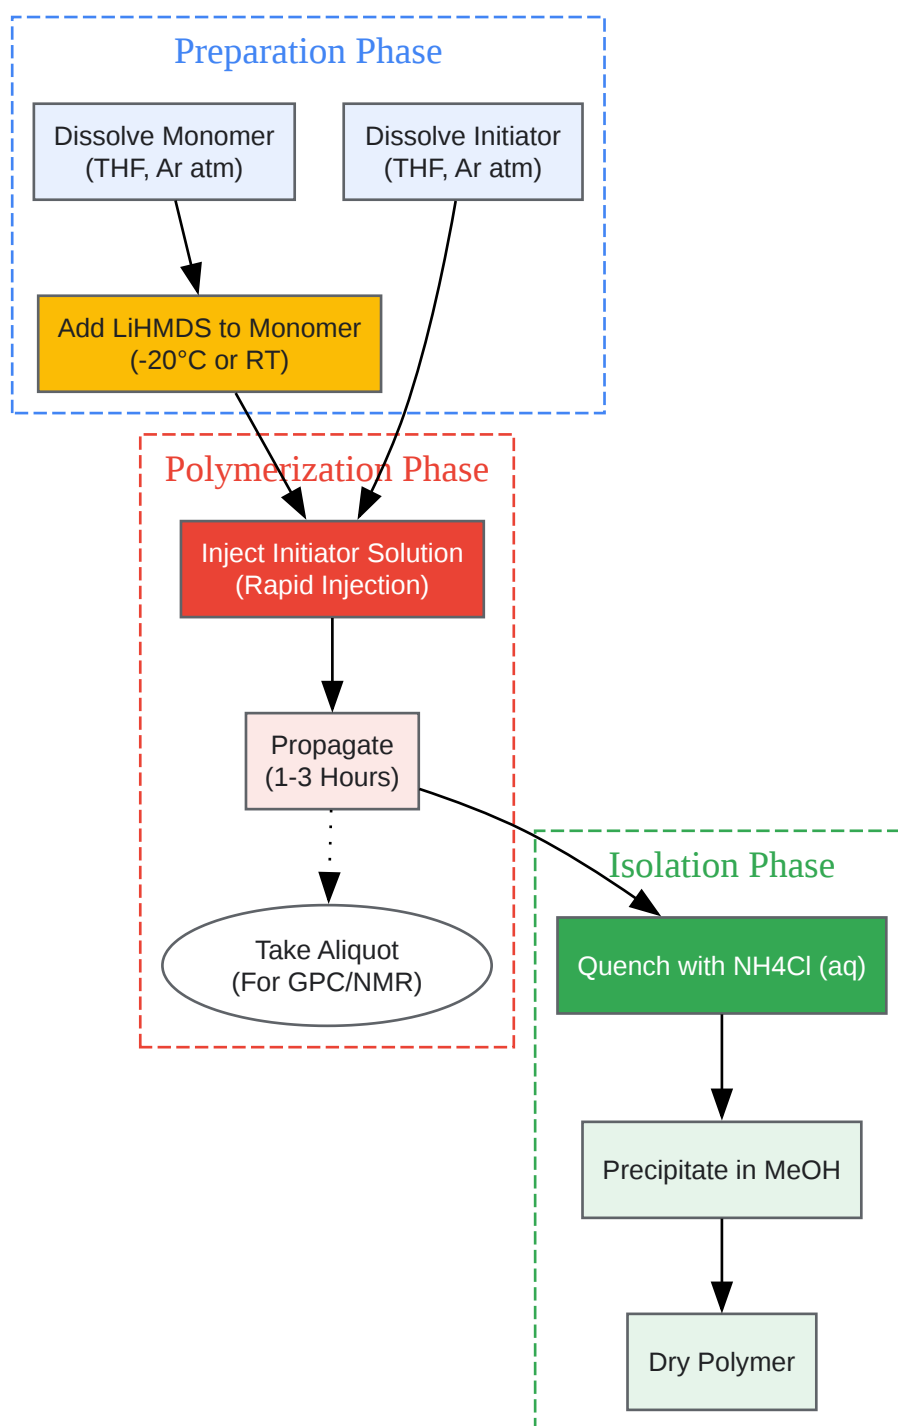 Preparation Phase
Dissolve Monomer
(THF, Ar atm)
Dissolve Initiator
(THF, Ar atm)
Add LiHMDS to Monomer
(-20°C or RT)
Polymerization Phase
Inject Initiator Solution
(Rapid Injection)
Propagate
(1-3 Hours)
Take Aliquot
(For GPC/NMR)
Isolation Phase
Quench with NH4Cl (aq)
Precipitate in MeOH
Dry Polymer